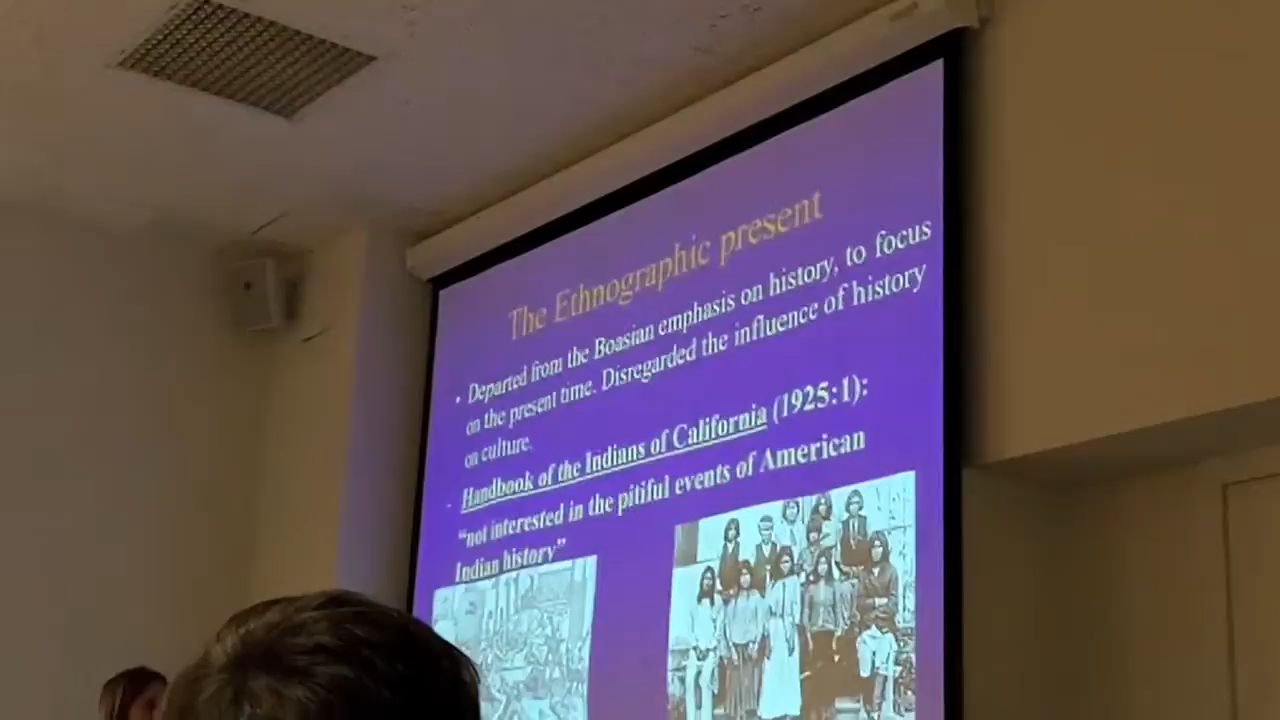 The Ethnographic present
• Departed from the Boasian emphasis on history, to focus
on the present time. Disregarded the influence of history
on culture.
- Handbook of the Indians of California (1925:1):
“not interested in the pitiful events of American
Indian history”